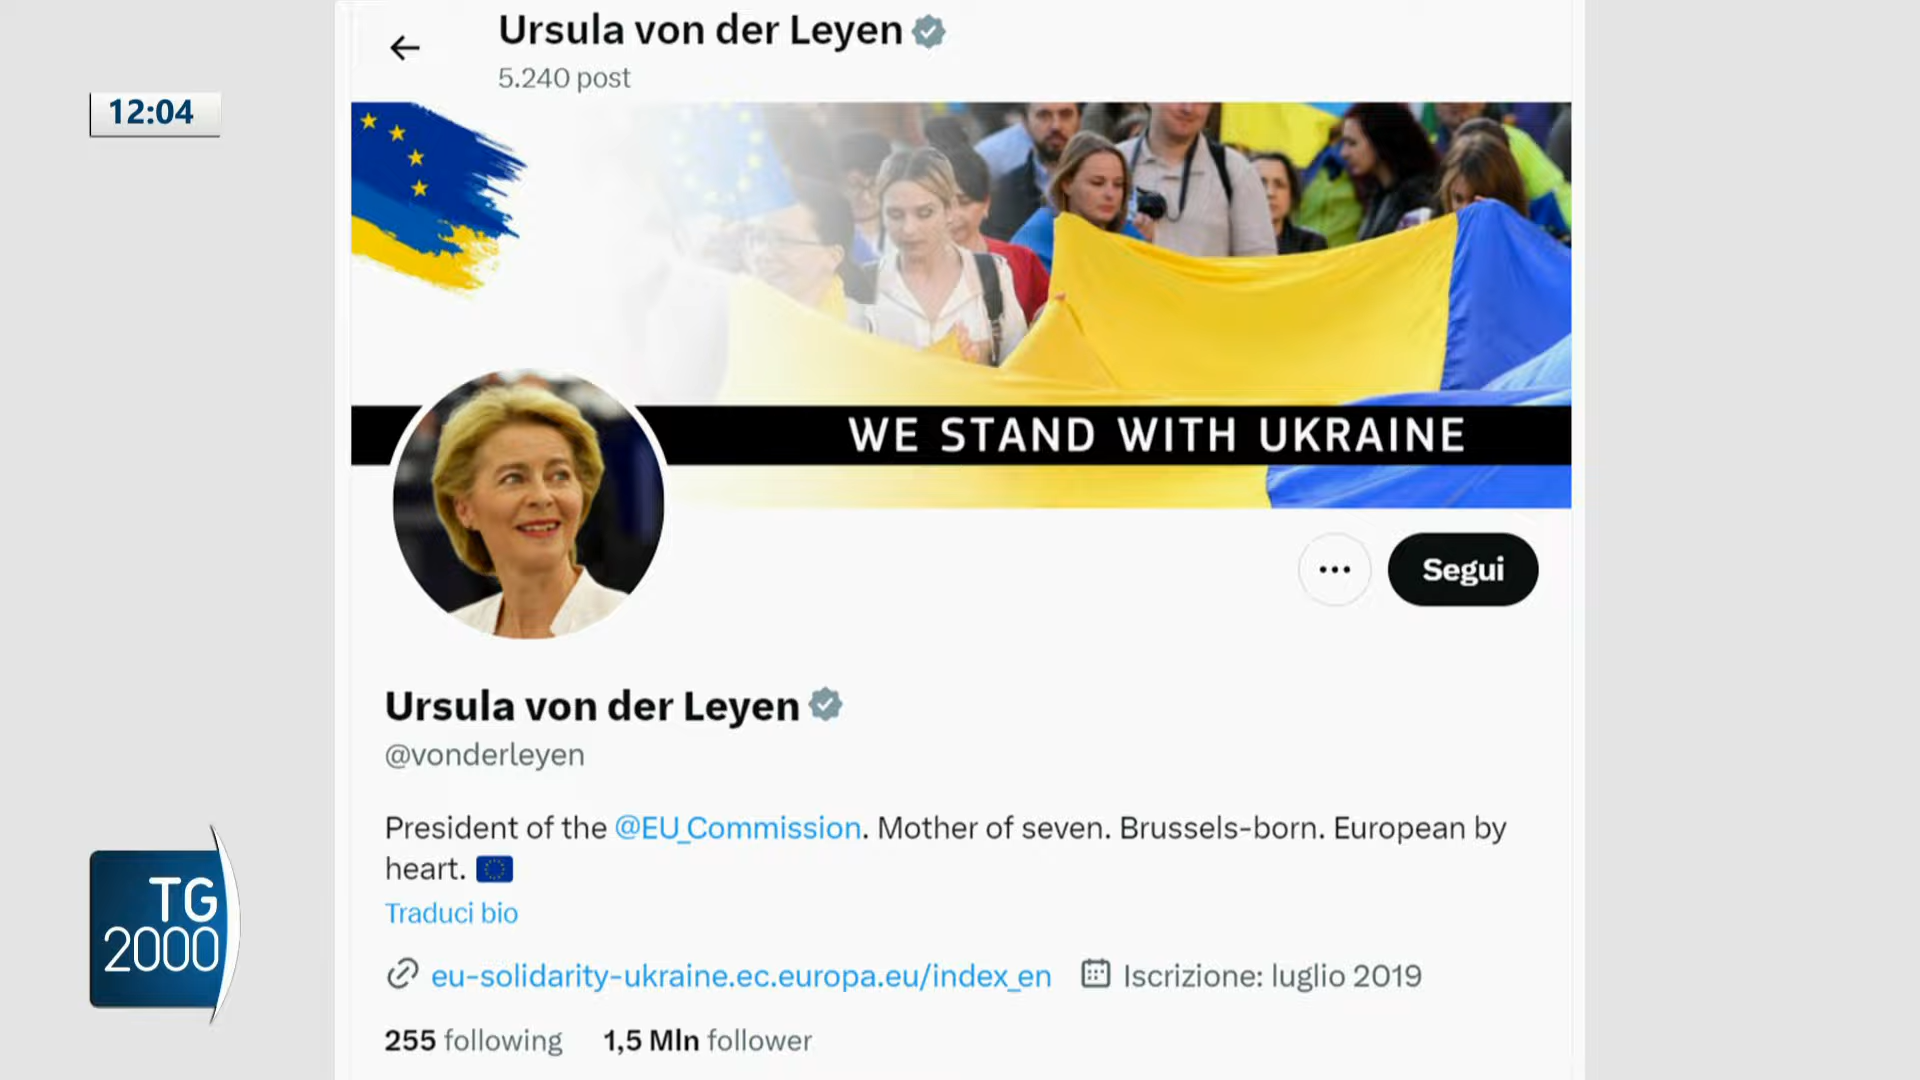 Ursula von der Leyen
5.240 post
12:04
WE STAND WITH UKRAINE
Segui
Ursula von der Leyen
@vonderleyen
President of the @EU_Commission. Mother of seven. Brussels-born. European by
heart. 🇪🇺
Traduci bio
eu-solidarity-ukraine.ec.europa.eu/index_en Iscrizione: luglio 2019
255 following 1,5 Mln follower
TG
2000